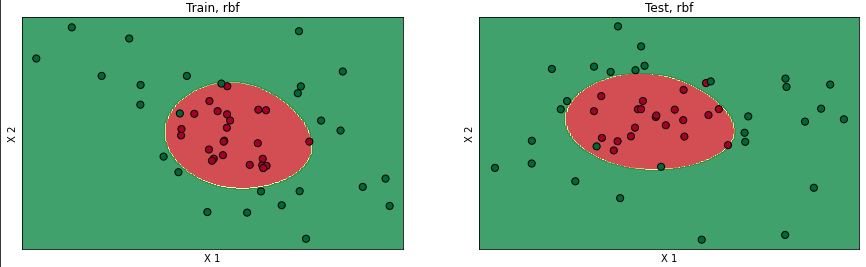 Train, rbf
X 2
X 1
Test, rbf
X 2
X 1